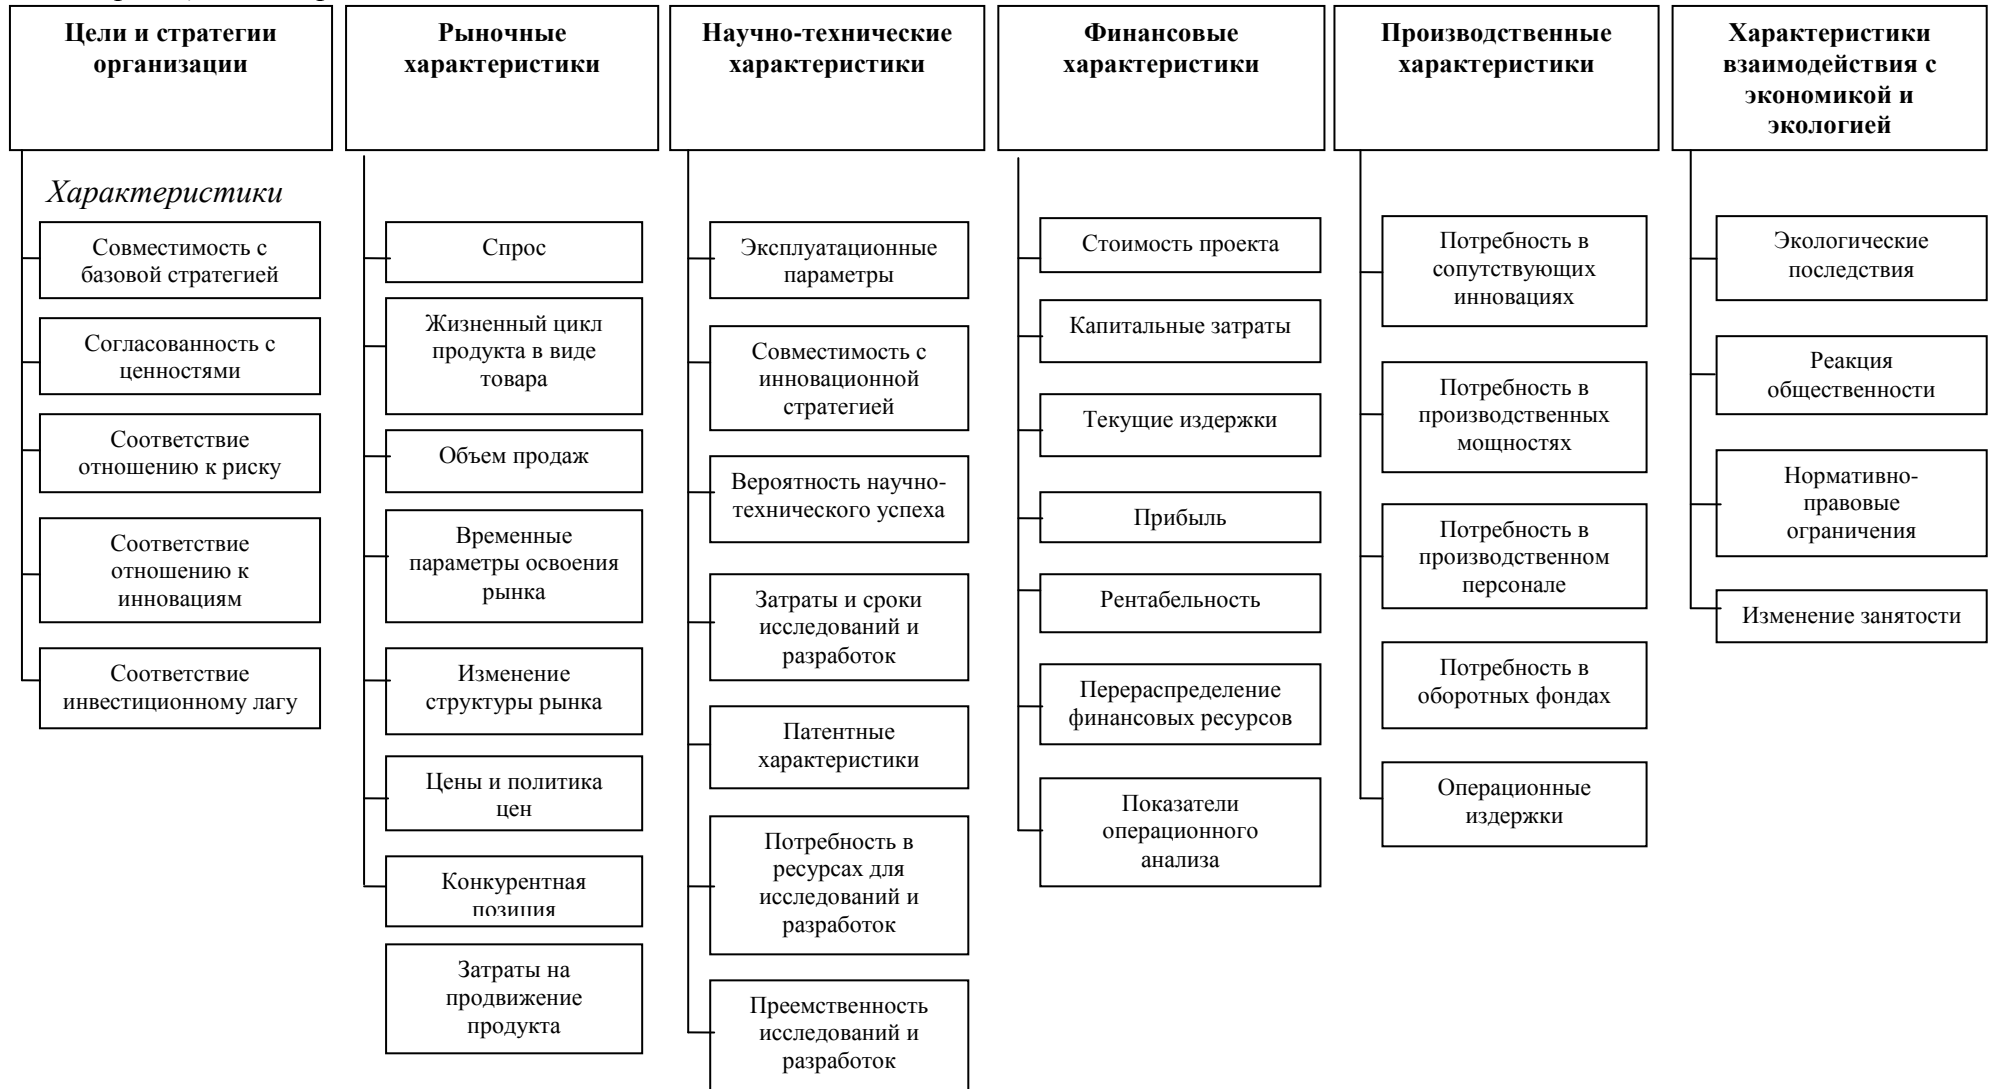 Цели и стратегии
организации
Рыночные
характеристики
Научно-технические
характеристики
Финансовые
характеристики
Производственные
характеристики
Характеристики
взаимодействия с
экономикой и
экологией
Характеристики
Совместимость с
базовой стратегией
Согласованность с
ценностями
Соответствие
отношению к риску
Соответствие
отношению к
инновациям
Соответствие
инвестиционному лагу
Спрос
Жизненный цикл
продукта в виде
товара
Объем продаж
Временные
параметры освоения
рынка
Изменение
структуры рынка
Цены и политика
цен
Конкурентная
позиция
Затраты на
продвижение
продукта
Эксплуатационные
параметры
Совместимость с
инновационной
стратегией
Вероятность научно-
технического успеха
Затраты и сроки
исследований и
разработок
Патентные
характеристики
Потребность в
ресурсах для
исследований и
разработок
Преемственность
исследований и
разработок
Стоимость проекта
Капитальные затраты
Текущие издержки
Прибыль
Рентабельность
Перераспределение
финансовых ресурсов
Показатели
операционного
анализа
Потребность в
сопутствующих
инновациях
Потребность в
производственных
мощностях
Потребность в
производственном
персонале
Потребность в
оборотных фондах
Операционные
издержки
Экологические
последствия
Реакция
общественности
Нормативно-
правовые
ограничения
Изменение занятости